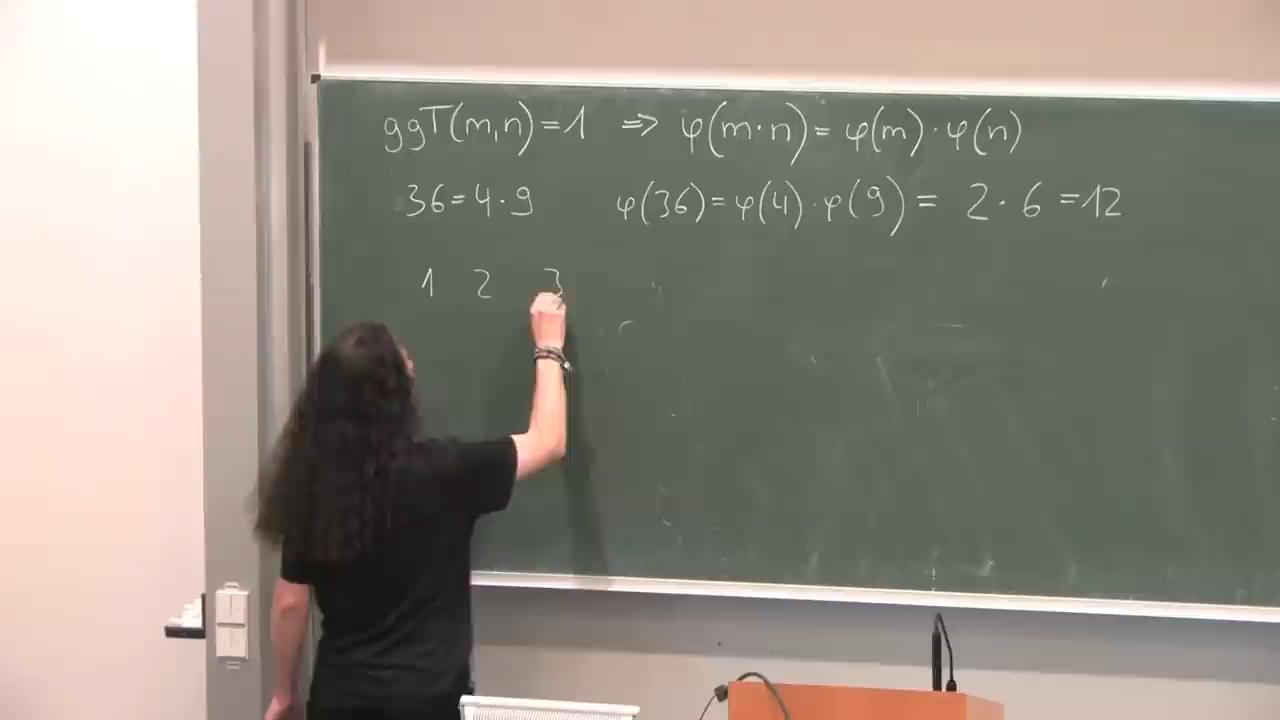 ggT(m,n)=1 => φ(m·n)= φ(m)·φ(n)
36=4·9 φ(36)=φ(4)·φ(9)= 2·6 =12
1 2 3